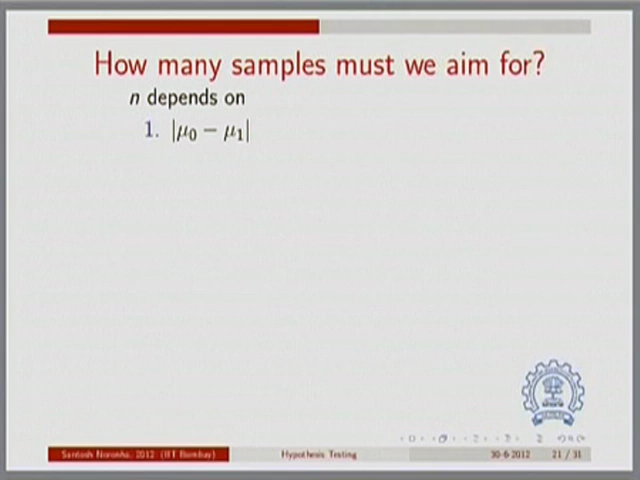 How many samples must we aim for?
n depends on
1. |μ₀ − μ₁|
Santosh Noronha, 2012 (IIT Bombay)
Hypothesis Testing
30-6-2012
21 / 31